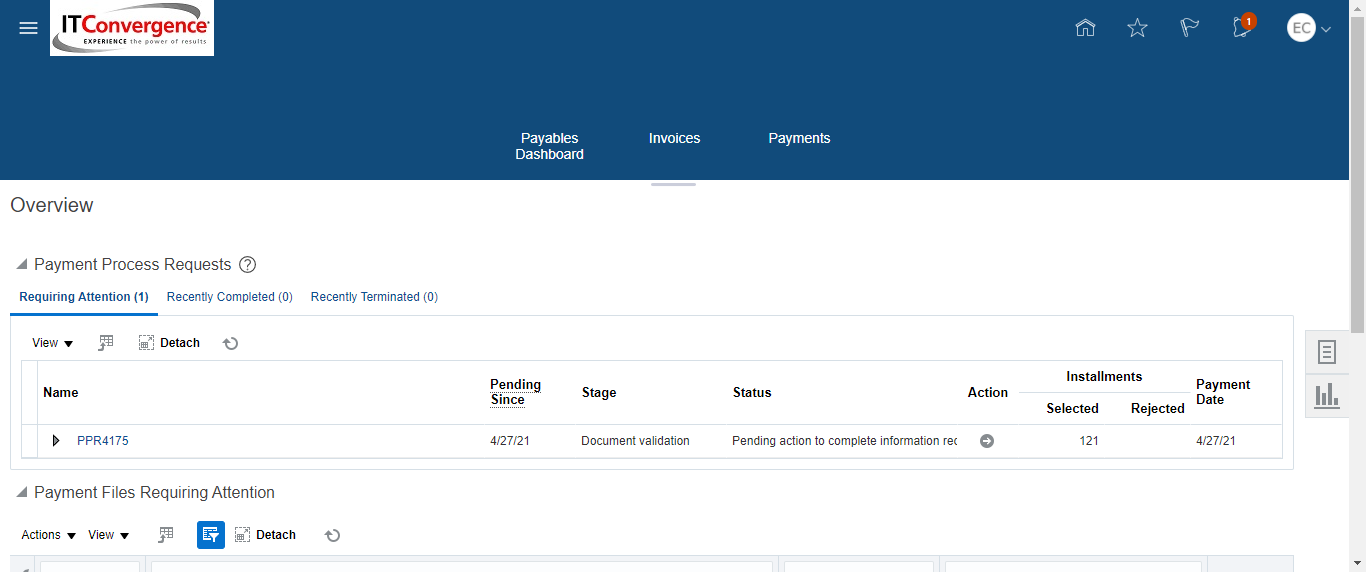 ITConvergence
EXPERIENCE the power of results
1
EC
Payables
Dashboard
Invoices
Payments
Overview
Payment Process Requests ?
Requiring Attention (1) Recently Completed (0) Recently Terminated (0)
View Detach
Name Pending Since Stage Status Action Installments Selected Rejected Payment Date
PPR4175 4/27/21 Document validation Pending action to complete information rec 121 4/27/21
Payment Files Requiring Attention
Actions View Detach